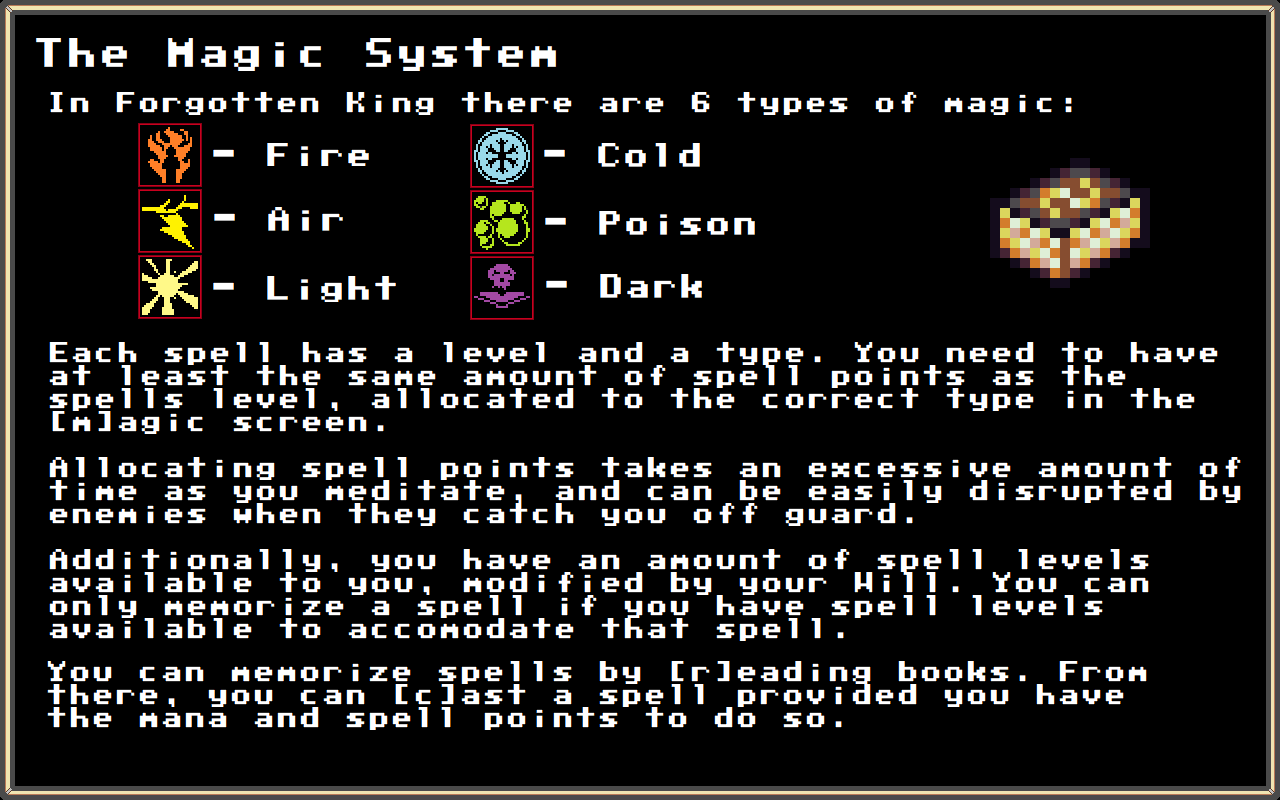 The Magic System
In Forgotten King there are 6 types of magic:
- Fire - Cold
- Air - Poison
- Light - Dark
Each spell has a level and a type. You need to have
at least the same amount of spell points as the
spells level, allocated to the correct type in the
[m]agic screen.
Allocating spell points takes an excessive amount of
time as you meditate, and can be easily disrupted by
enemies when they catch you off guard.
Additionally, you have an amount of spell levels
available to you, modified by your Will. You can
only memorize a spell if you have spell levels
available to accomodate that spell.
You can memorize spells by [r]eading books. From
there, you can [c]ast a spell provided you have
the mana and spell points to do so.